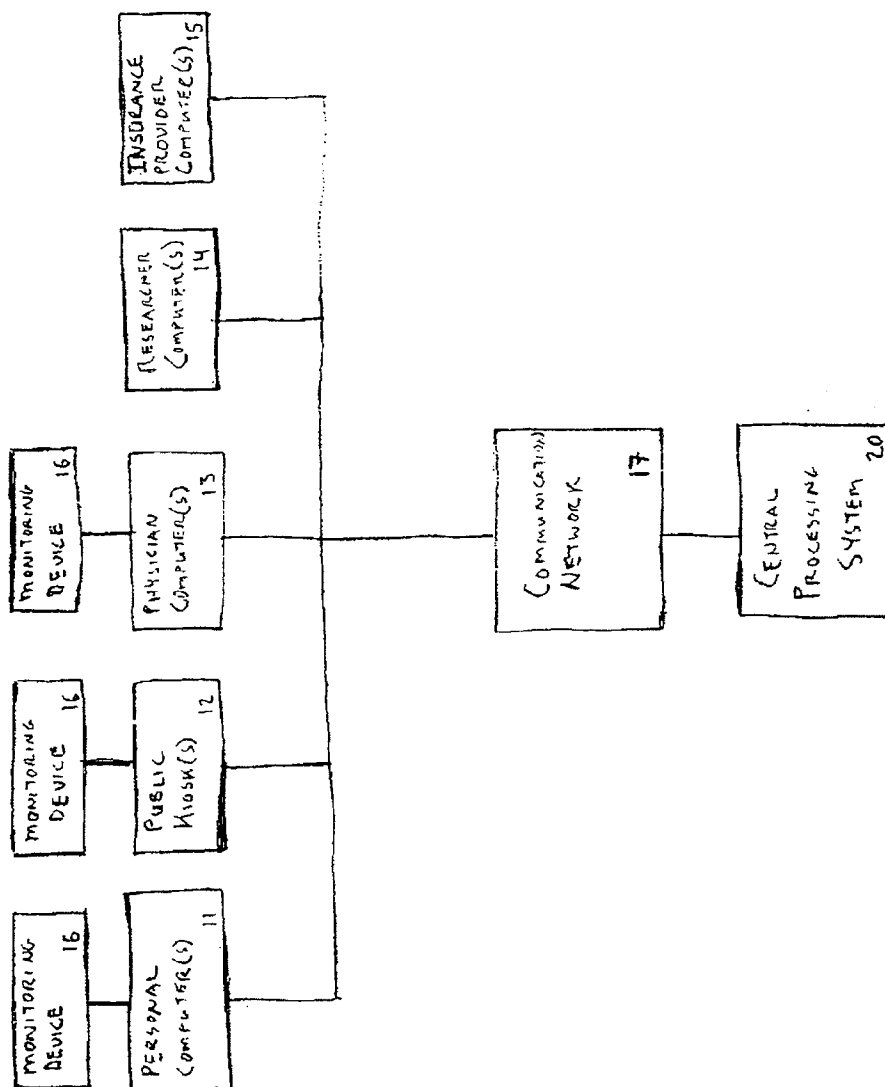 MONITORING
DEVICE
16
MONITORING
DEVICE
16
MONITORING
DEVICE
16
PERSONAL
COMPUTER(S)
11
PUBLIC
KIOSK(S)
12
PHYSICIAN
COMPUTER(S)
13
RESEARCHER
COMPUTER(S)
14
INSURANCE
PROVIDER
COMPUTER(S)
15
COMMUNICATION
NETWORK
17
CENTRAL
PROCESSING
SYSTEM
20